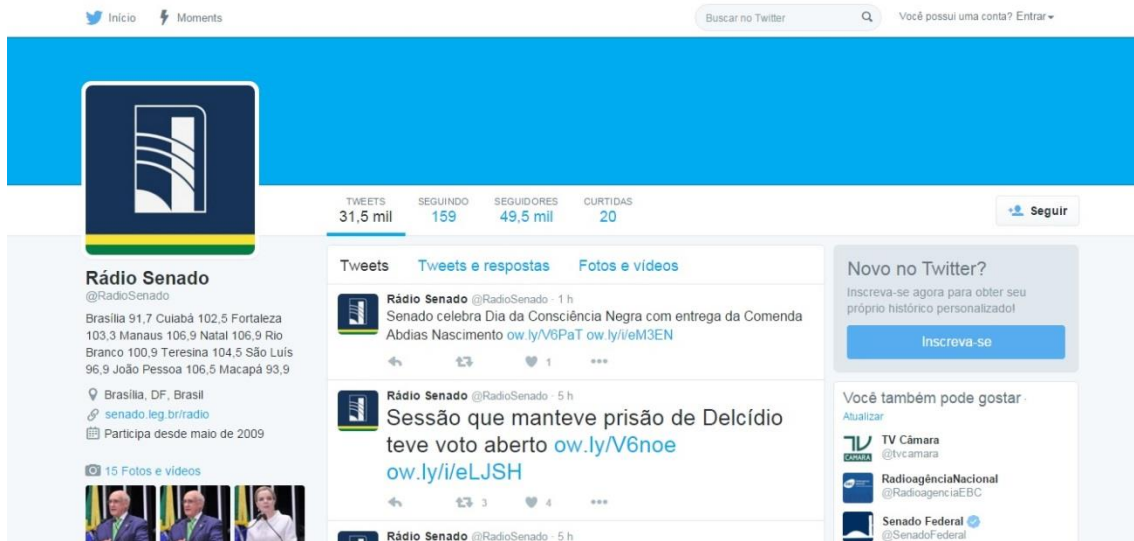 Início Moments Buscar no Twitter Você possui uma conta? Entrar
TWEETS SEGUINDO SEGUIDORES CURTIDAS
31,5 mil 159 49,5 mil 20
Seguir
Rádio Senado
@RadioSenado
Brasília 91,7 Cuiabá 102,5 Fortaleza
103,3 Manaus 106,9 Natal 106,9 Rio
Branco 100,9 Teresina 104,5 São Luís
96,9 João Pessoa 106,5 Macapá 93,9
Brasília, DF, Brasil
senado.leg.br/radio
Participa desde maio de 2009
15 Fotos e vídeos
Tweets Tweets e respostas Fotos e vídeos
Rádio Senado @RadioSenado · 1 h
Senado celebra Dia da Consciência Negra com entrega da Comenda
Abdias Nascimento ow.ly/V6PaT ow.ly/i/eM3EN
1
Rádio Senado @RadioSenado · 5 h
Sessão que manteve prisão de Delcídio
teve voto aberto ow.ly/V6noe
ow.ly/i/eLJSH
3 4
Rádio Senado @RadioSenado · 5 h
Novo no Twitter?
Inscreva-se agora para obter seu
próprio histórico personalizado!
Inscreva-se
Você também pode gostar ·
Atualizar
TV Câmara
@tvcamara
RadioagênciaNacional
@RadioagenciaEBC
Senado Federal
@SenadoFederal